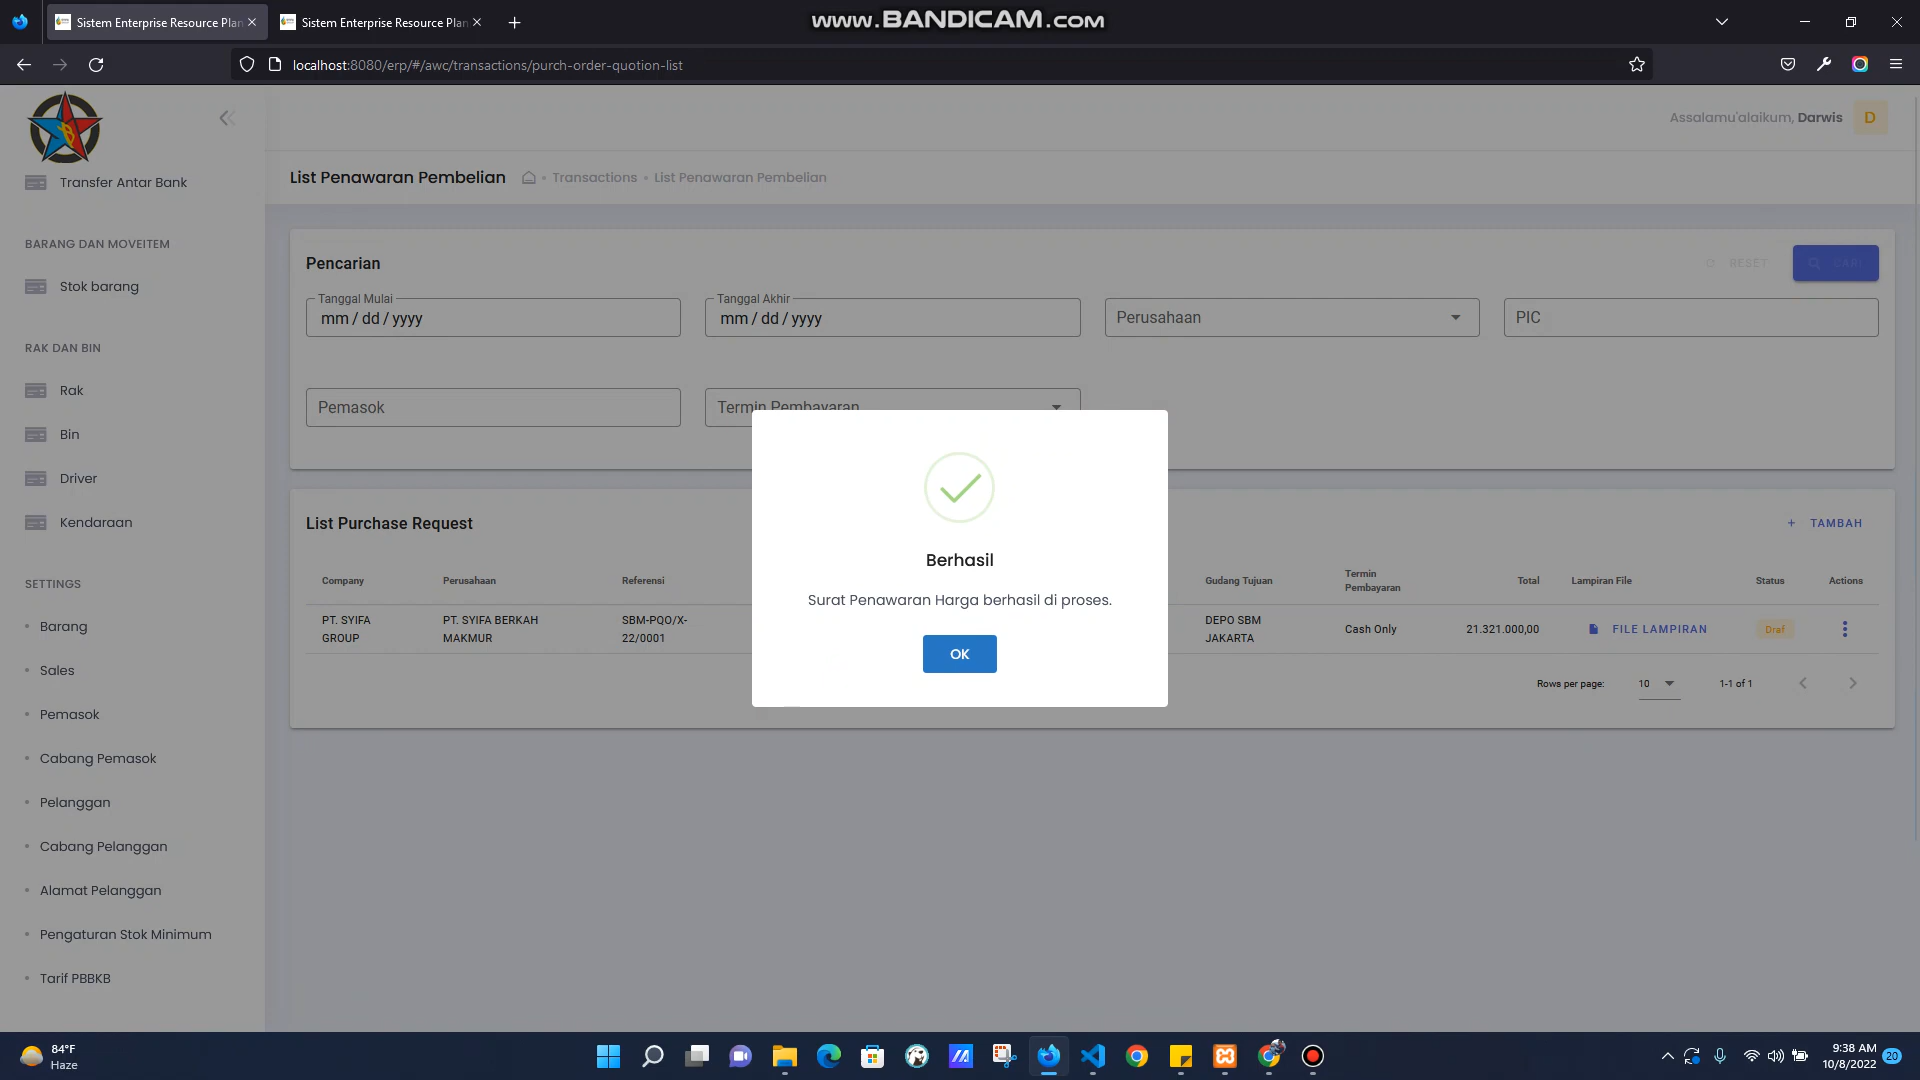 Sistem Enterprise Resource Plan
Sistem Enterprise Resource Plan
www.BANDICAM.com
localhost:8080/erp/#/awc/transactions/purch-order-quotion-list
Assalamu'alaikum, Darwis
D
Transfer Antar Bank
BARANG DAN MOVEITEM
Stok barang
RAK DAN BIN
Rak
Bin
Driver
Kendaraan
SETTINGS
Barang
Sales
Pemasok
Cabang Pemasok
Pelanggan
Cabang Pelanggan
Alamat Pelanggan
Pengaturan Stok Minimum
Tarif PBBKB
List Penawaran Pembelian
Transactions • List Penawaran Pembelian
Pencarian
RESET
CARI
Tanggal Mulai
mm / dd / yyyy
Tanggal Akhir
mm / dd / yyyy
Perusahaan
PIC
Pemasok
Termin Pembayaran
List Purchase Request
+ TAMBAH
Company
Perusahaan
Referensi
Gudang Tujuan
Termin
Pembayaran
Total
Lampiran File
Status
Actions
PT. SYIFA
GROUP
PT. SYIFA BERKAH
MAKMUR
SBM-PQO/X-
22/0001
DEPO SBM
JAKARTA
Cash Only
21.321.000,00
FILE LAMPIRAN
Draf
Rows per page:
10
1-1 of 1
Berhasil
Surat Penawaran Harga berhasil di proses.
OK
84°F
Haze
9:38 AM
10/8/2022
20